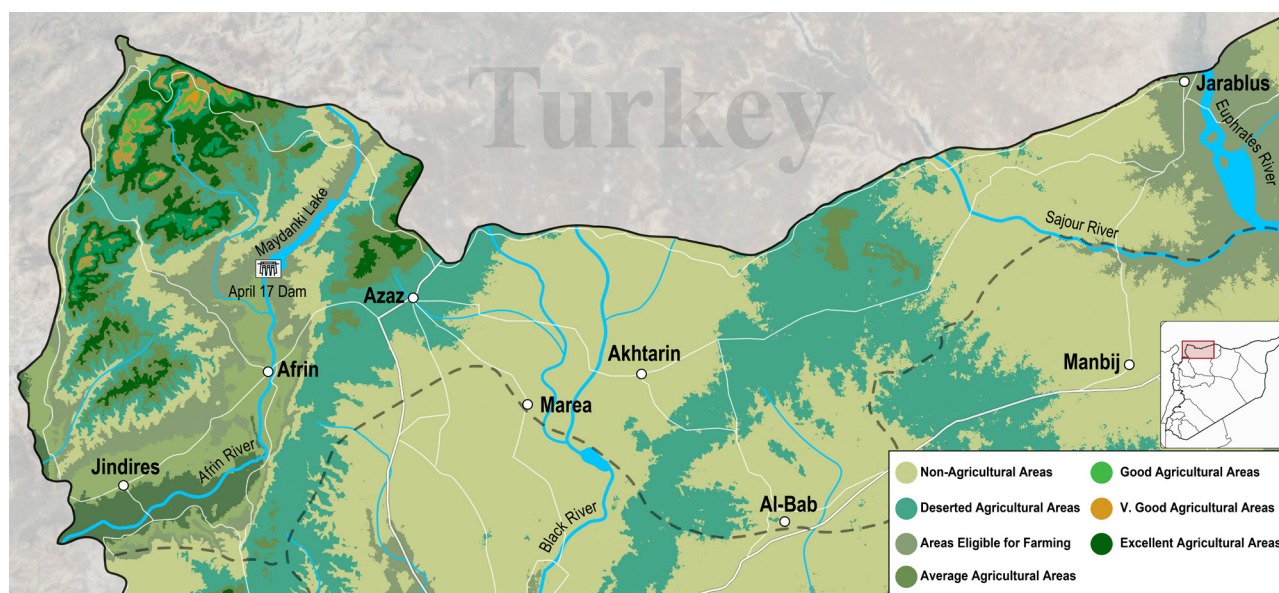 Turkey
Jarablus
Euphrates River
Maydanki Lake
Sajour River
April 17 Dam
Azaz
Afrin
Akhtarin
Manbij
Marea
Afrin River
Jindires
Al-Bab
Black River
Non-Agricultural Areas
Deserted Agricultural Areas
Areas Eligible for Farming
Average Agricultural Areas
Good Agricultural Areas
V. Good Agricultural Areas
Excellent Agricultural Areas